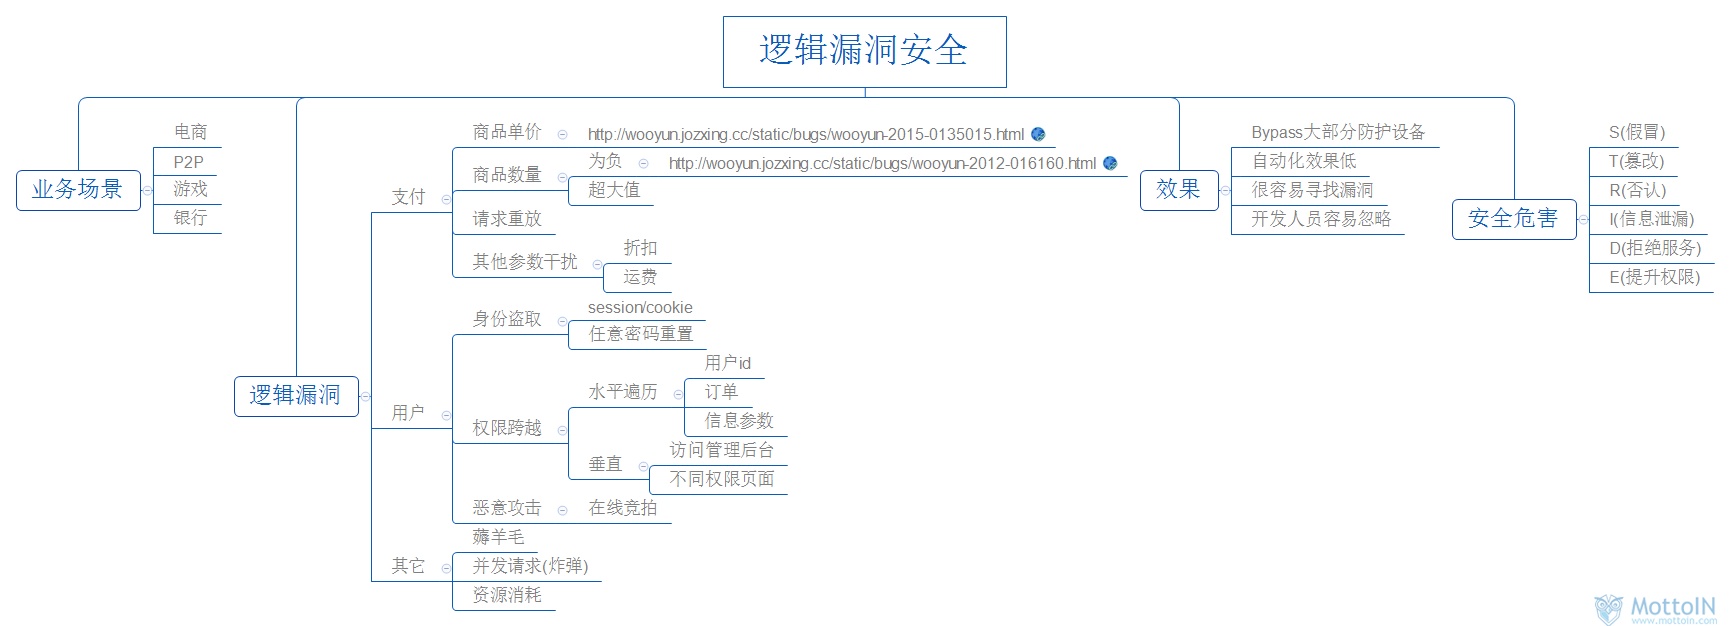 逻辑漏洞安全
业务场景
电商
P2P
游戏
银行
逻辑漏洞
支付
商品单价
http://wooyun.jozxing.cc/static/bugs/wooyun-2015-0135015.html
商品数量
为负
http://wooyun.jozxing.cc/static/bugs/wooyun-2012-016160.html
超大值
请求重放
其他参数干扰
折扣
运费
用户
身份盗取
session/cookie
任意密码重置
权限跨越
水平遍历
用户id
订单
信息参数
垂直
访问管理后台
不同权限页面
恶意攻击
在线竞拍
其它
薅羊毛
并发请求(炸弹)
资源消耗
效果
Bypass大部分防护设备
自动化效果低
很容易寻找漏洞
开发人员容易忽略
安全危害
S(假冒)
T(篡改)
R(否认)
I(信息泄漏)
D(拒绝服务)
E(提升权限)
MottoIN
www.mottoin.com